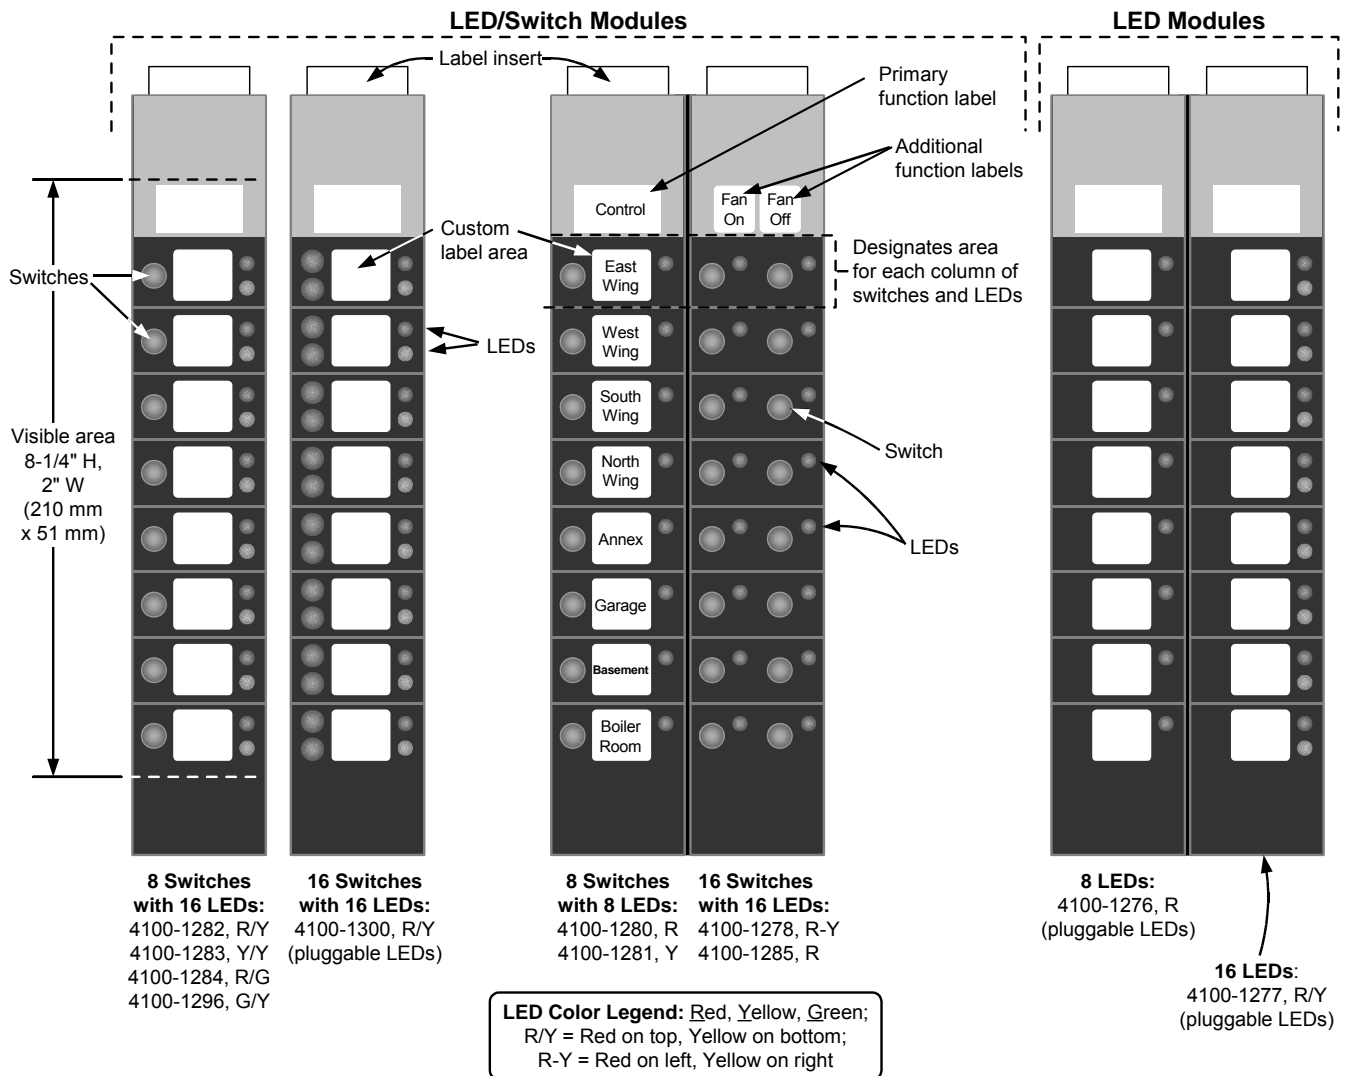 LED/Switch Modules
LED Modules
Label insert
Primary
function label
Additional
function labels
Control
Fan
On
Fan
Off
Custom
label area
Designates area
for each column of
switches and LEDs
Switches
East
Wing
West
Wing
LEDs
South
Wing
Switch
Visible area
8-1/4" H,
2" W
(210 mm
x 51 mm)
North
Wing
Annex
LEDs
Garage
Basement
Boiler
Room
8 Switches
with 16 LEDs:
4100-1282, R/Y
4100-1283, Y/Y
4100-1284, R/G
4100-1296, G/Y
16 Switches
with 16 LEDs:
4100-1300, R/Y
(pluggable LEDs)
8 Switches
with 8 LEDs:
4100-1280, R
4100-1281, Y
16 Switches
with 16 LEDs:
4100-1278, R-Y
4100-1285, R
8 LEDs:
4100-1276, R
(pluggable LEDs)
16 LEDs:
4100-1277, R/Y
(pluggable LEDs)
LED Color Legend: Red, Yellow, Green;
R/Y = Red on top, Yellow on bottom;
R-Y = Red on left, Yellow on right